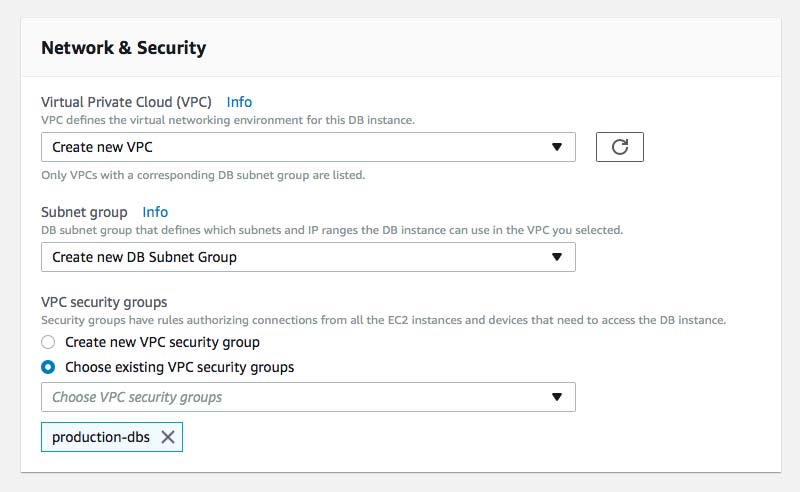 Network & Security
Virtual Private Cloud (VPC) Info
VPC defines the virtual networking environment for this DB instance.
Create new VPC
Only VPCs with a corresponding DB subnet group are listed.
Subnet group Info
DB subnet group that defines which subnets and IP ranges the DB instance can use in the VPC you selected.
Create new DB Subnet Group
VPC security groups
Security groups have rules authorizing connections from all the EC2 instances and devices that need to access the DB instance.
Create new VPC security group
Choose existing VPC security groups
Choose VPC security groups
production-dbs